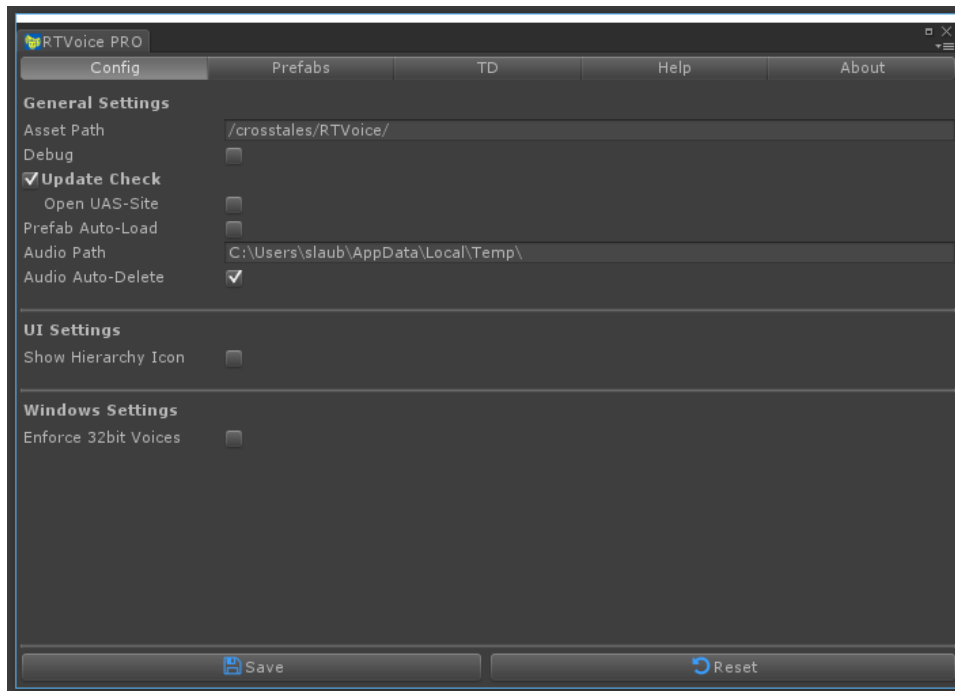 RTVoice PRO
Config Prefabs TD Help About
General Settings
Asset Path /crosstales/RTVoice/
Debug
Update Check
Open UAS-Site
Prefab Auto-Load
Audio Path C:\Users\slaub\AppData\Local\Temp\
Audio Auto-Delete
UI Settings
Show Hierarchy Icon
Windows Settings
Enforce 32bit Voices
Save Reset